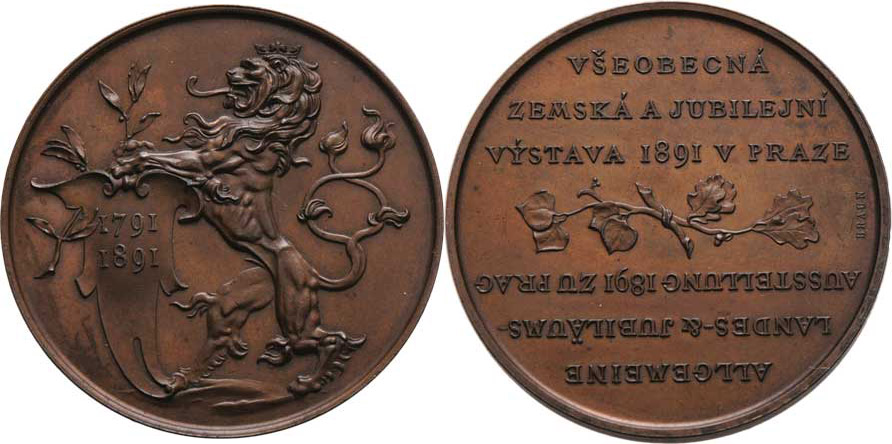 1791
1891
VŠEOBECNÁ
ZEMSKÁ A JUBILEJNÍ
VÝSTAVA 1891 V PRAZE
ALLGEMEINE
LANDES-&-JUBILÄUMS-
AUSSTELLUNG 1891 ZU PRAG